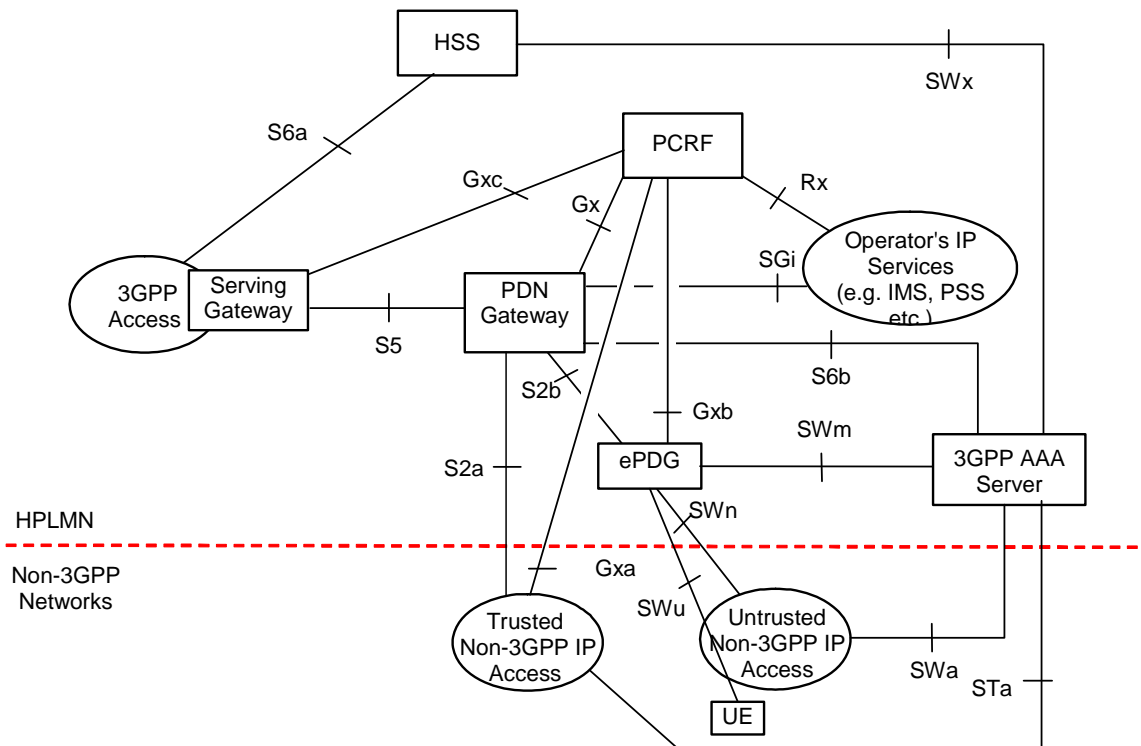 HSS
SWx
S6a
PCRF
Gxc
Gx
Rx
Operator's IP
Services
(e.g. IMS, PSS
etc.)
SGi
3GPP
Access
Serving
Gateway
PDN
Gateway
S5
S2b
S6b
Gxb
SWm
S2a
ePDG
3GPP AAA
Server
SWn
HPLMN
Non-3GPP
Networks
Gxa
SWu
Trusted
Non-3GPP IP
Access
Untrusted
Non-3GPP IP
Access
SWa
STa
UE